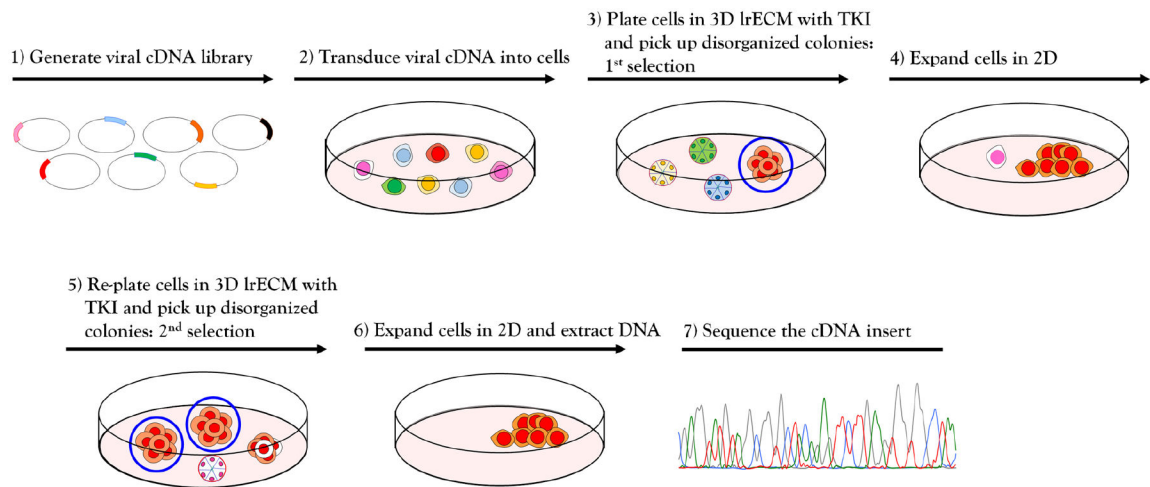 1) Generate viral cDNA library
2) Transduce viral cDNA into cells
3) Plate cells in 3D lrECM with TKI
and pick up disorganized colonies:
1st selection
4) Expand cells in 2D
5) Re-plate cells in 3D lrECM with
TKI and pick up disorganized
colonies: 2nd selection
6) Expand cells in 2D and extract DNA
7) Sequence the cDNA insert